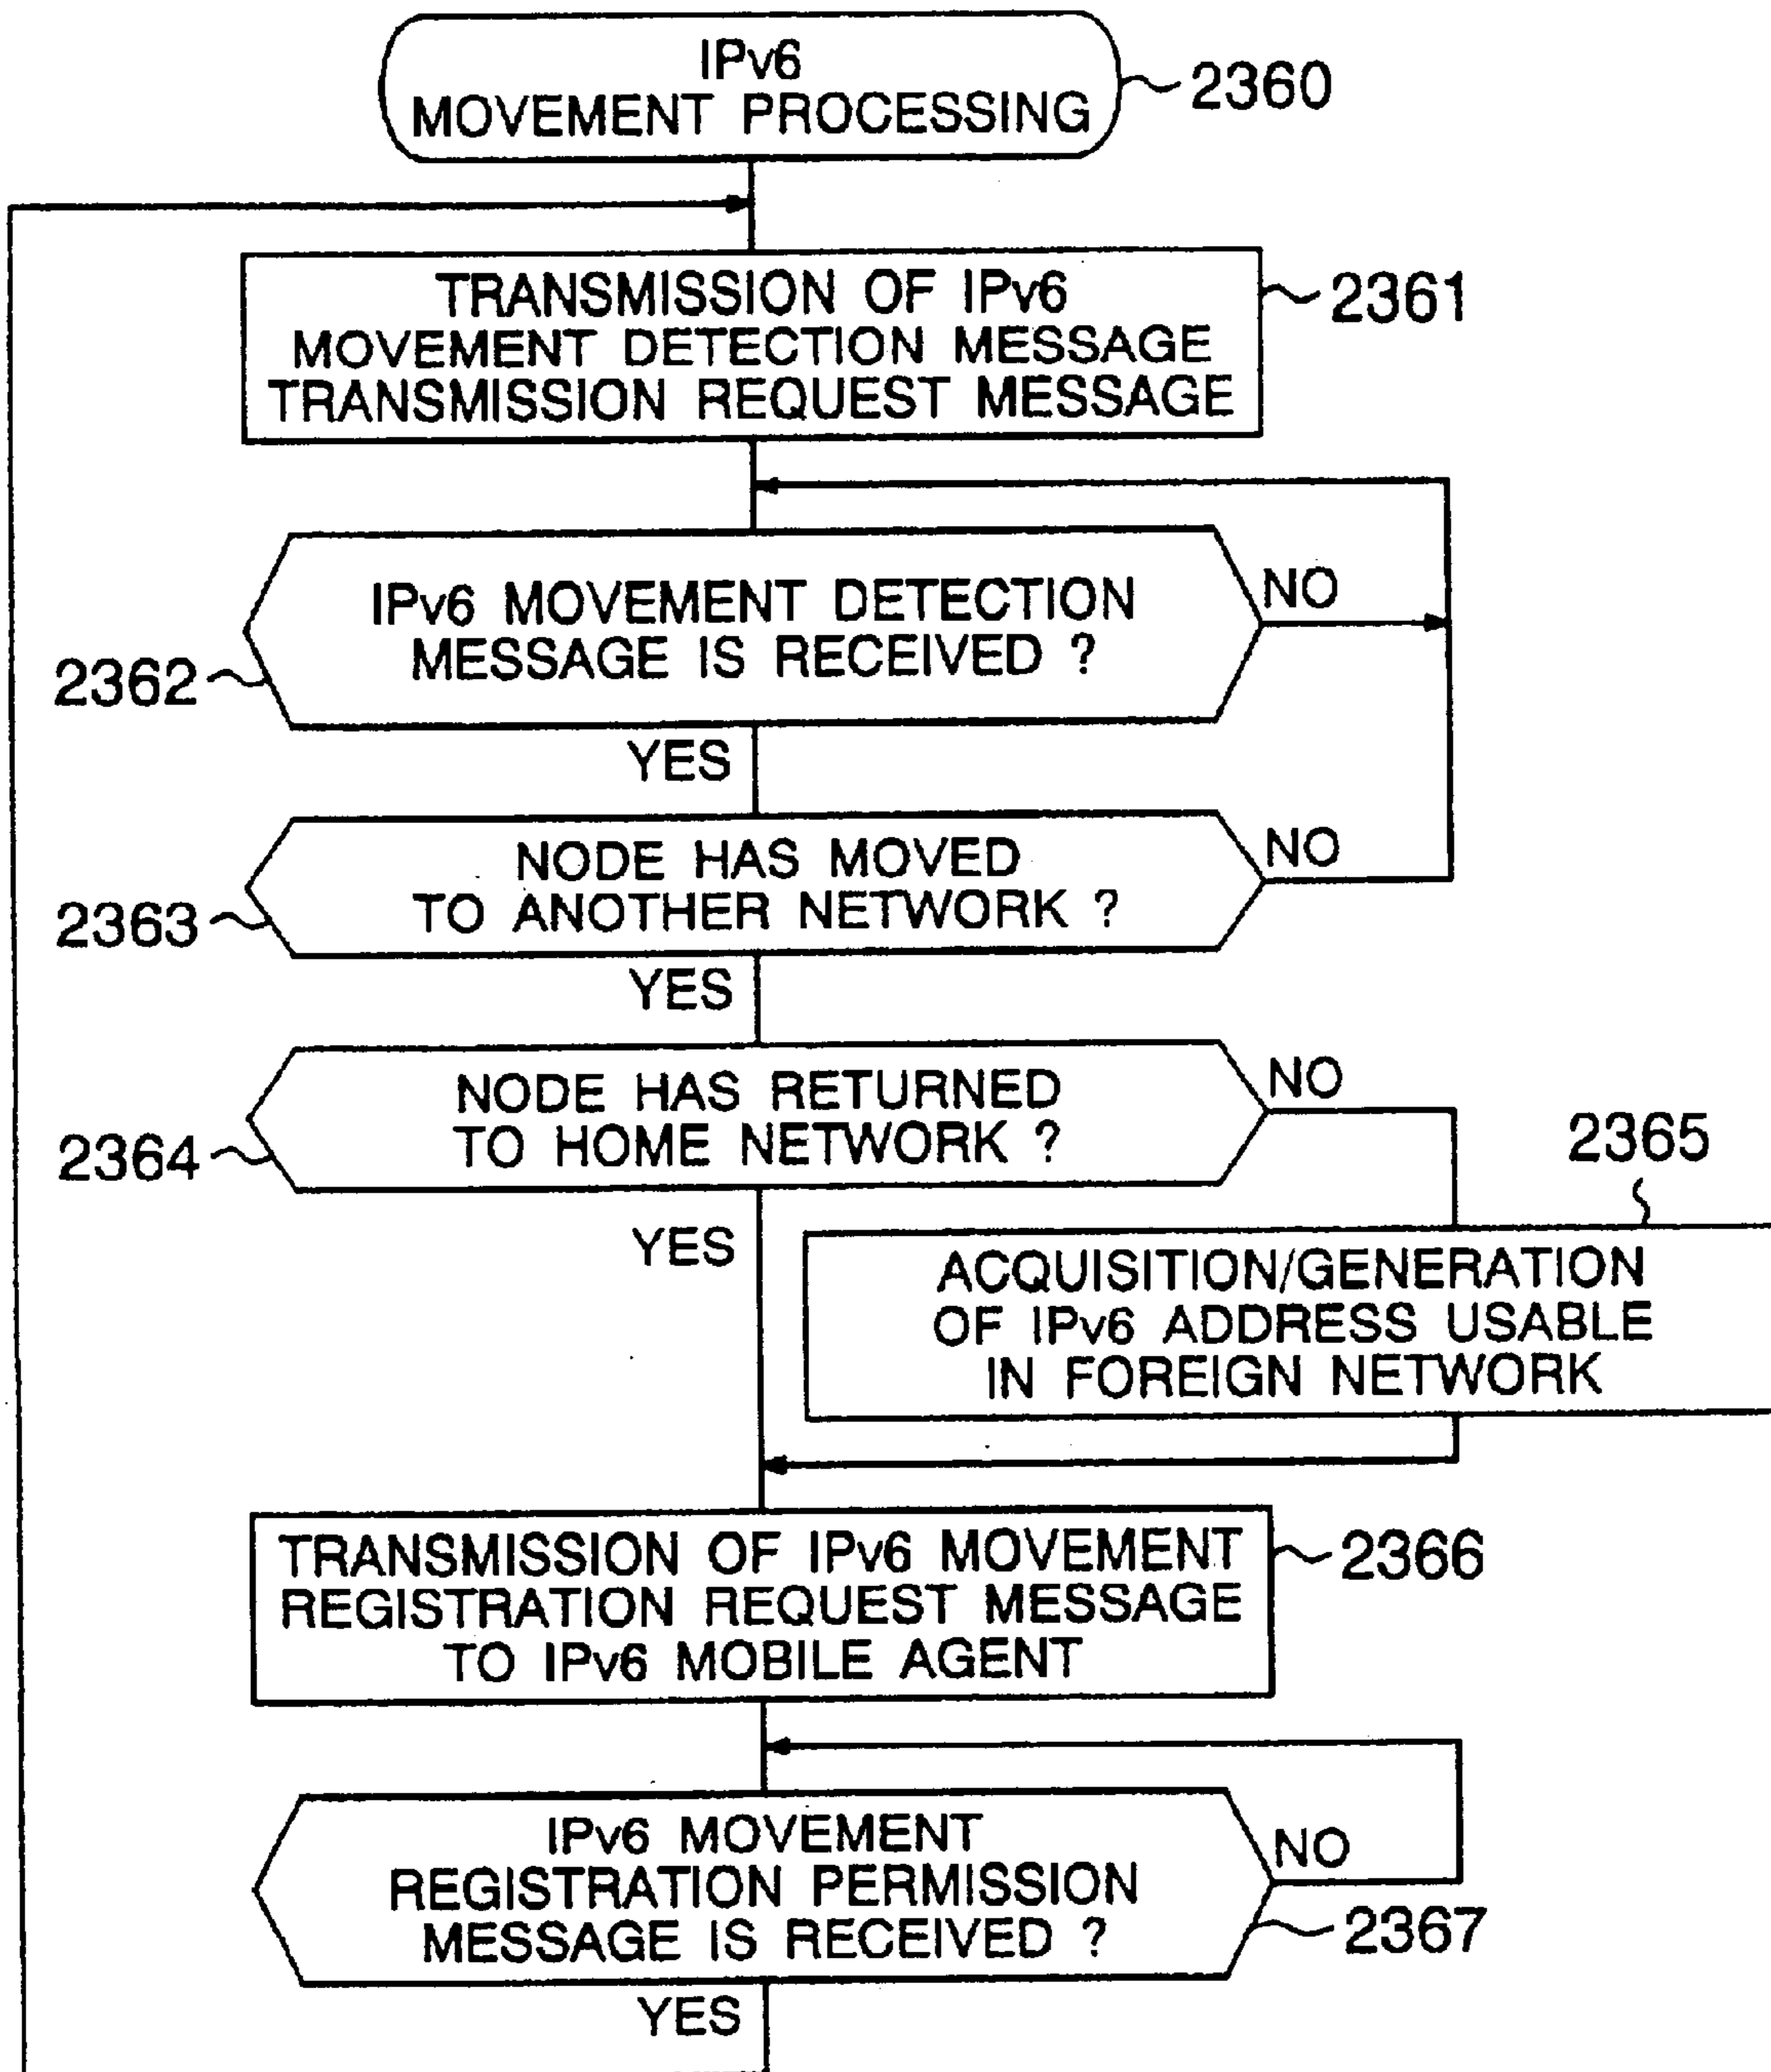 IPv6
MOVEMENT PROCESSING
2360
TRANSMISSION OF IPv6
MOVEMENT DETECTION MESSAGE
TRANSMISSION REQUEST MESSAGE
2361
IPv6 MOVEMENT DETECTION
MESSAGE IS RECEIVED ?
NO
2362
YES
NODE HAS MOVED
TO ANOTHER NETWORK ?
NO
2363
YES
NODE HAS RETURNED
TO HOME NETWORK ?
NO
2364
2365
YES
ACQUISITION/GENERATION
OF IPv6 ADDRESS USABLE
IN FOREIGN NETWORK
TRANSMISSION OF IPv6 MOVEMENT
REGISTRATION REQUEST MESSAGE
TO IPv6 MOBILE AGENT
2366
IPv6 MOVEMENT
REGISTRATION PERMISSION
MESSAGE IS RECEIVED ?
NO
2367
YES